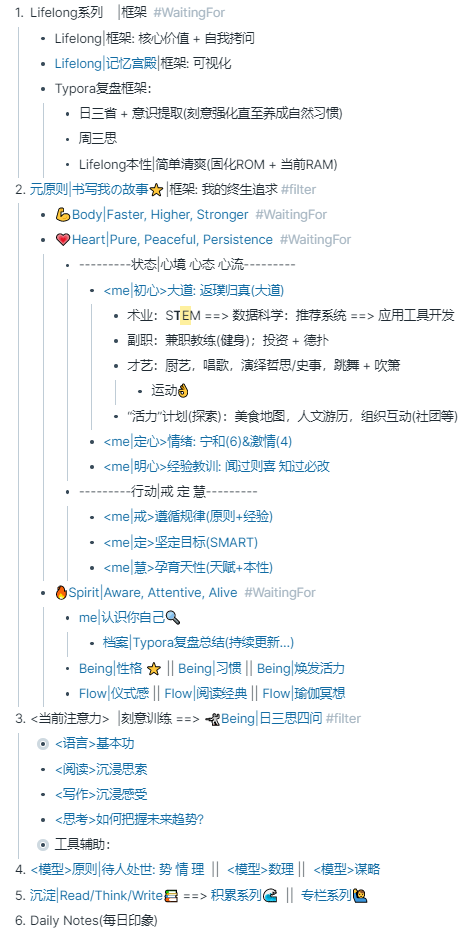 1. Lifelong系列 |框架 #WaitingFor
Lifelong|框架: 核心价值 + 自我拷问
Lifelong|记忆宫殿|框架: 可视化
Typora复盘框架：
日三省 + 意识提取(刻意强化直至养成自然习惯)
周三思
Lifelong本性|简单清爽(固化ROM + 当前RAM)
2. 元原则|书写我の故事⭐|框架: 我的终生追求 #filter
💪Body|Faster, Higher, Stronger #WaitingFor
💗Heart|Pure, Peaceful, Persistence #WaitingFor
---------状态|心境 心态 心流---------
<me|初心>大道: 返璞归真(大道)
术业：STEM ==> 数据科学：推荐系统 ==> 应用工具开发
副职：兼职教练(健身)；投资 + 德扑
才艺：厨艺，唱歌，演绎哲思/史事，跳舞 + 吹箫
运动👌
“活力”计划(探索)：美食地图，人文游历，组织互动(社团等)
<me|定心>情绪: 宁和(6)&激情(4)
<me|明心>经验教训: 闻过则喜 知过必改
---------行动|戒 定 慧---------
<me|戒>遵循规律(原则+经验)
<me|定>坚定目标(SMART)
<me|慧>孕育天性(天赋+本性)
🔥Spirit|Aware, Attentive, Alive #WaitingFor
me|认识你自己🔍
档案|Typora复盘总结(持续更新...)
Being|性格 ⭐ || Being|习惯 || Being|焕发活力
Flow|仪式感 || Flow|阅读经典 || Flow|瑜伽冥想
3. <当前注意力> |刻意训练 ==> Being|日三思四问 #filter
<语言>基本功
<阅读>沉浸思索
<写作>沉浸感受
<思考>如何把握未来趋势?
工具辅助：
4. <模型>原则|待人处世: 势 情 理 || <模型>数理 || <模型>谋略
5. 沉淀|Read/Think/Write📚 ==> 积累系列🌊 || 专栏系列🙋
6. Daily Notes(每日印象)